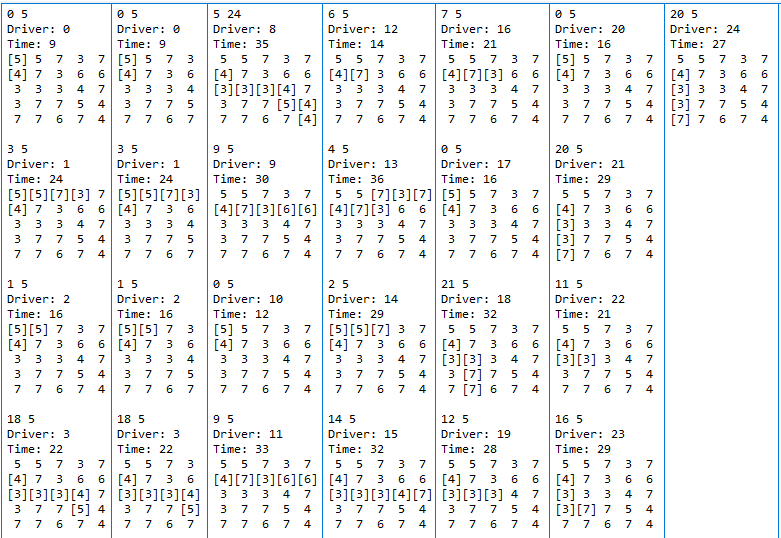 0 5
Driver: 0
Time: 9
[5] 5 7 3 7
[4] 7 3 6 6
3 3 3 4 7
3 7 7 5 4
7 7 6 7 4
3 5
Driver: 1
Time: 24
[5][5][7][3] 7
[4] 7 3 6 6
3 3 3 4 7
3 7 7 5 4
7 7 6 7 4
1 5
Driver: 2
Time: 16
[5][5] 7 3 7
[4] 7 3 6 6
3 3 3 4 7
3 7 7 5 4
7 7 6 7 4
18 5
Driver: 3
Time: 22
5 5 7 3 7
[4] 7 3 6 6
[3][3][3][4] 7
3 7 7 [5] 4
7 7 6 7 4
0 5
Driver: 0
Time: 9
[5] 5 7 3
[4] 7 3 6
3 3 3 4
3 7 7 5
7 7 6 7
3 5
Driver: 1
Time: 24
[5][5][7][3]
[4] 7 3 6
3 3 3 4
3 7 7 5
7 7 6 7
1 5
Driver: 2
Time: 16
[5][5] 7 3
[4] 7 3 6
3 3 3 4
3 7 7 5
7 7 6 7
18 5
Driver: 3
Time: 22
5 5 7 3
[4] 7 3 6
[3][3][3][4]
3 7 7 [5]
7 7 6 7
5 24
Driver: 8
Time: 35
5 5 7 3 7
[4] 7 3 6 6
[3][3][3][4] 7
3 7 7 [5][4]
7 7 6 7 [4]
9 5
Driver: 9
Time: 30
5 5 7 3 7
[4][7][3][6][6]
3 3 3 4 7
3 7 7 5 4
7 7 6 7 4
0 5
Driver: 10
Time: 12
[5] 5 7 3 7
[4] 7 3 6 6
3 3 3 4 7
3 7 7 5 4
7 7 6 7 4
9 5
Driver: 11
Time: 33
5 5 7 3 7
[4][7][3][6][6]
3 3 3 4 7
3 7 7 5 4
7 7 6 7 4
6 5
Driver: 12
Time: 14
5 5 7 3 7
[4][7] 3 6 6
3 3 3 4 7
3 7 7 5 4
7 7 6 7 4
4 5
Driver: 13
Time: 36
5 5 [7][3][7]
[4][7][3] 6 6
3 3 3 4 7
3 7 7 5 4
7 7 6 7 4
2 5
Driver: 14
Time: 29
[5][5][7] 3 7
[4] 7 3 6 6
3 3 3 4 7
3 7 7 5 4
7 7 6 7 4
14 5
Driver: 15
Time: 32
5 5 7 3 7
[4] 7 3 6 6
[3][3][3][4][7]
3 7 7 5 4
7 7 6 7 4
7 5
Driver: 16
Time: 21
5 5 7 3 7
[4][7][3] 6 6
3 3 3 4 7
3 7 7 5 4
7 7 6 7 4
0 5
Driver: 17
Time: 16
[5] 5 7 3 7
[4] 7 3 6 6
3 3 3 4 7
3 7 7 5 4
7 7 6 7 4
21 5
Driver: 18
Time: 32
5 5 7 3 7
[4] 7 3 6 6
[3][3] 3 4 7
3 [7] 7 5 4
7 [7] 6 7 4
12 5
Driver: 19
Time: 28
5 5 7 3 7
[4] 7 3 6 6
[3][3][3] 4 7
3 7 7 5 4
7 7 6 7 4
0 5
Driver: 20
Time: 16
[5] 5 7 3 7
[4] 7 3 6 6
3 3 3 4 7
3 7 7 5 4
7 7 6 7 4
20 5
Driver: 21
Time: 29
5 5 7 3 7
[4] 7 3 6 6
[3] 3 3 4 7
[3] 7 7 5 4
[7] 7 6 7 4
11 5
Driver: 22
Time: 21
5 5 7 3 7
[4] 7 3 6 6
[3][3] 3 4 7
3 7 7 5 4
7 7 6 7 4
16 5
Driver: 23
Time: 29
5 5 7 3 7
[4] 7 3 6 6
[3] 3 3 4 7
[3][7] 7 5 4
7 7 6 7 4
20 5
Driver: 24
Time: 27
5 5 7 3 7
[4] 7 3 6 6
[3] 3 3 4 7
[3] 7 7 5 4
[7] 7 6 7 4